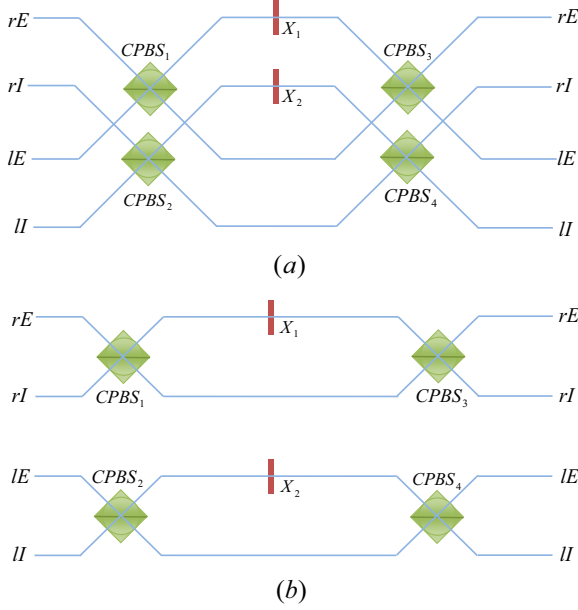 rE rE
CPBS₁ X₁ CPBS₃
rI rI
X₂
lE lE
CPBS₂ CPBS₄
lI lI
(a)
rE rE
X₁
rI CPBS₁ CPBS₃ rI
lE CPBS₂ CPBS₄ lE
X₂
lI lI
(b)